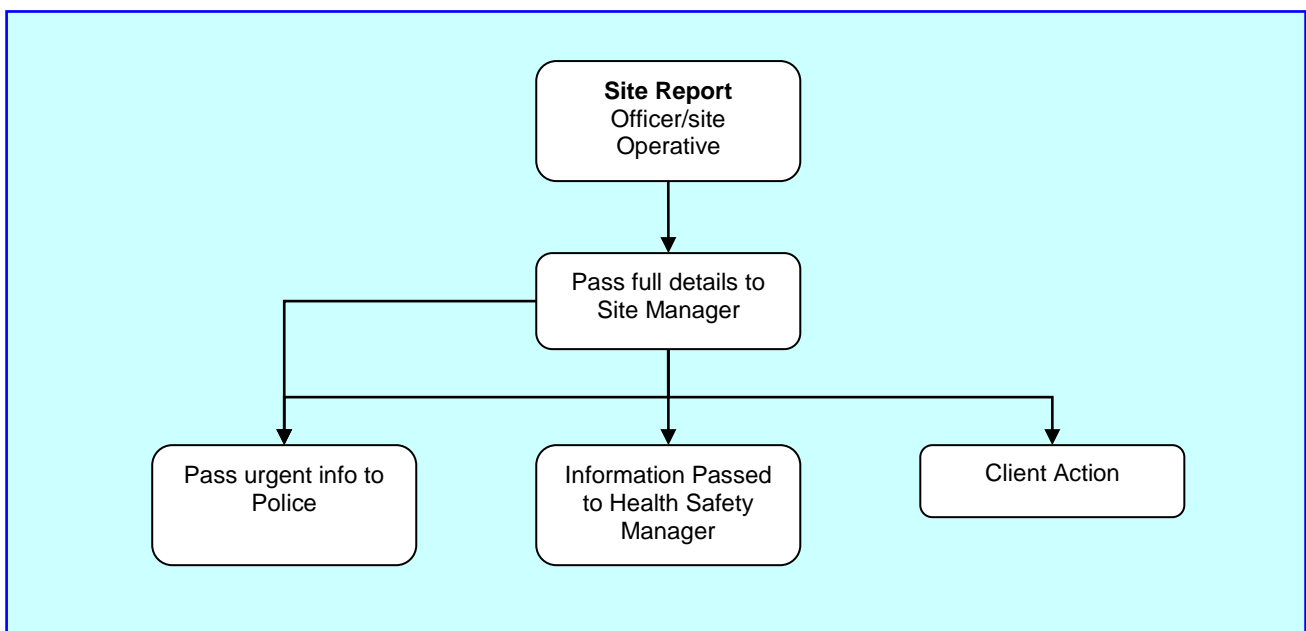 Site Report
Officer/site
Operative
Pass full details to
Site Manager
Pass urgent info to
Police
Information Passed
to Health Safety
Manager
Client Action